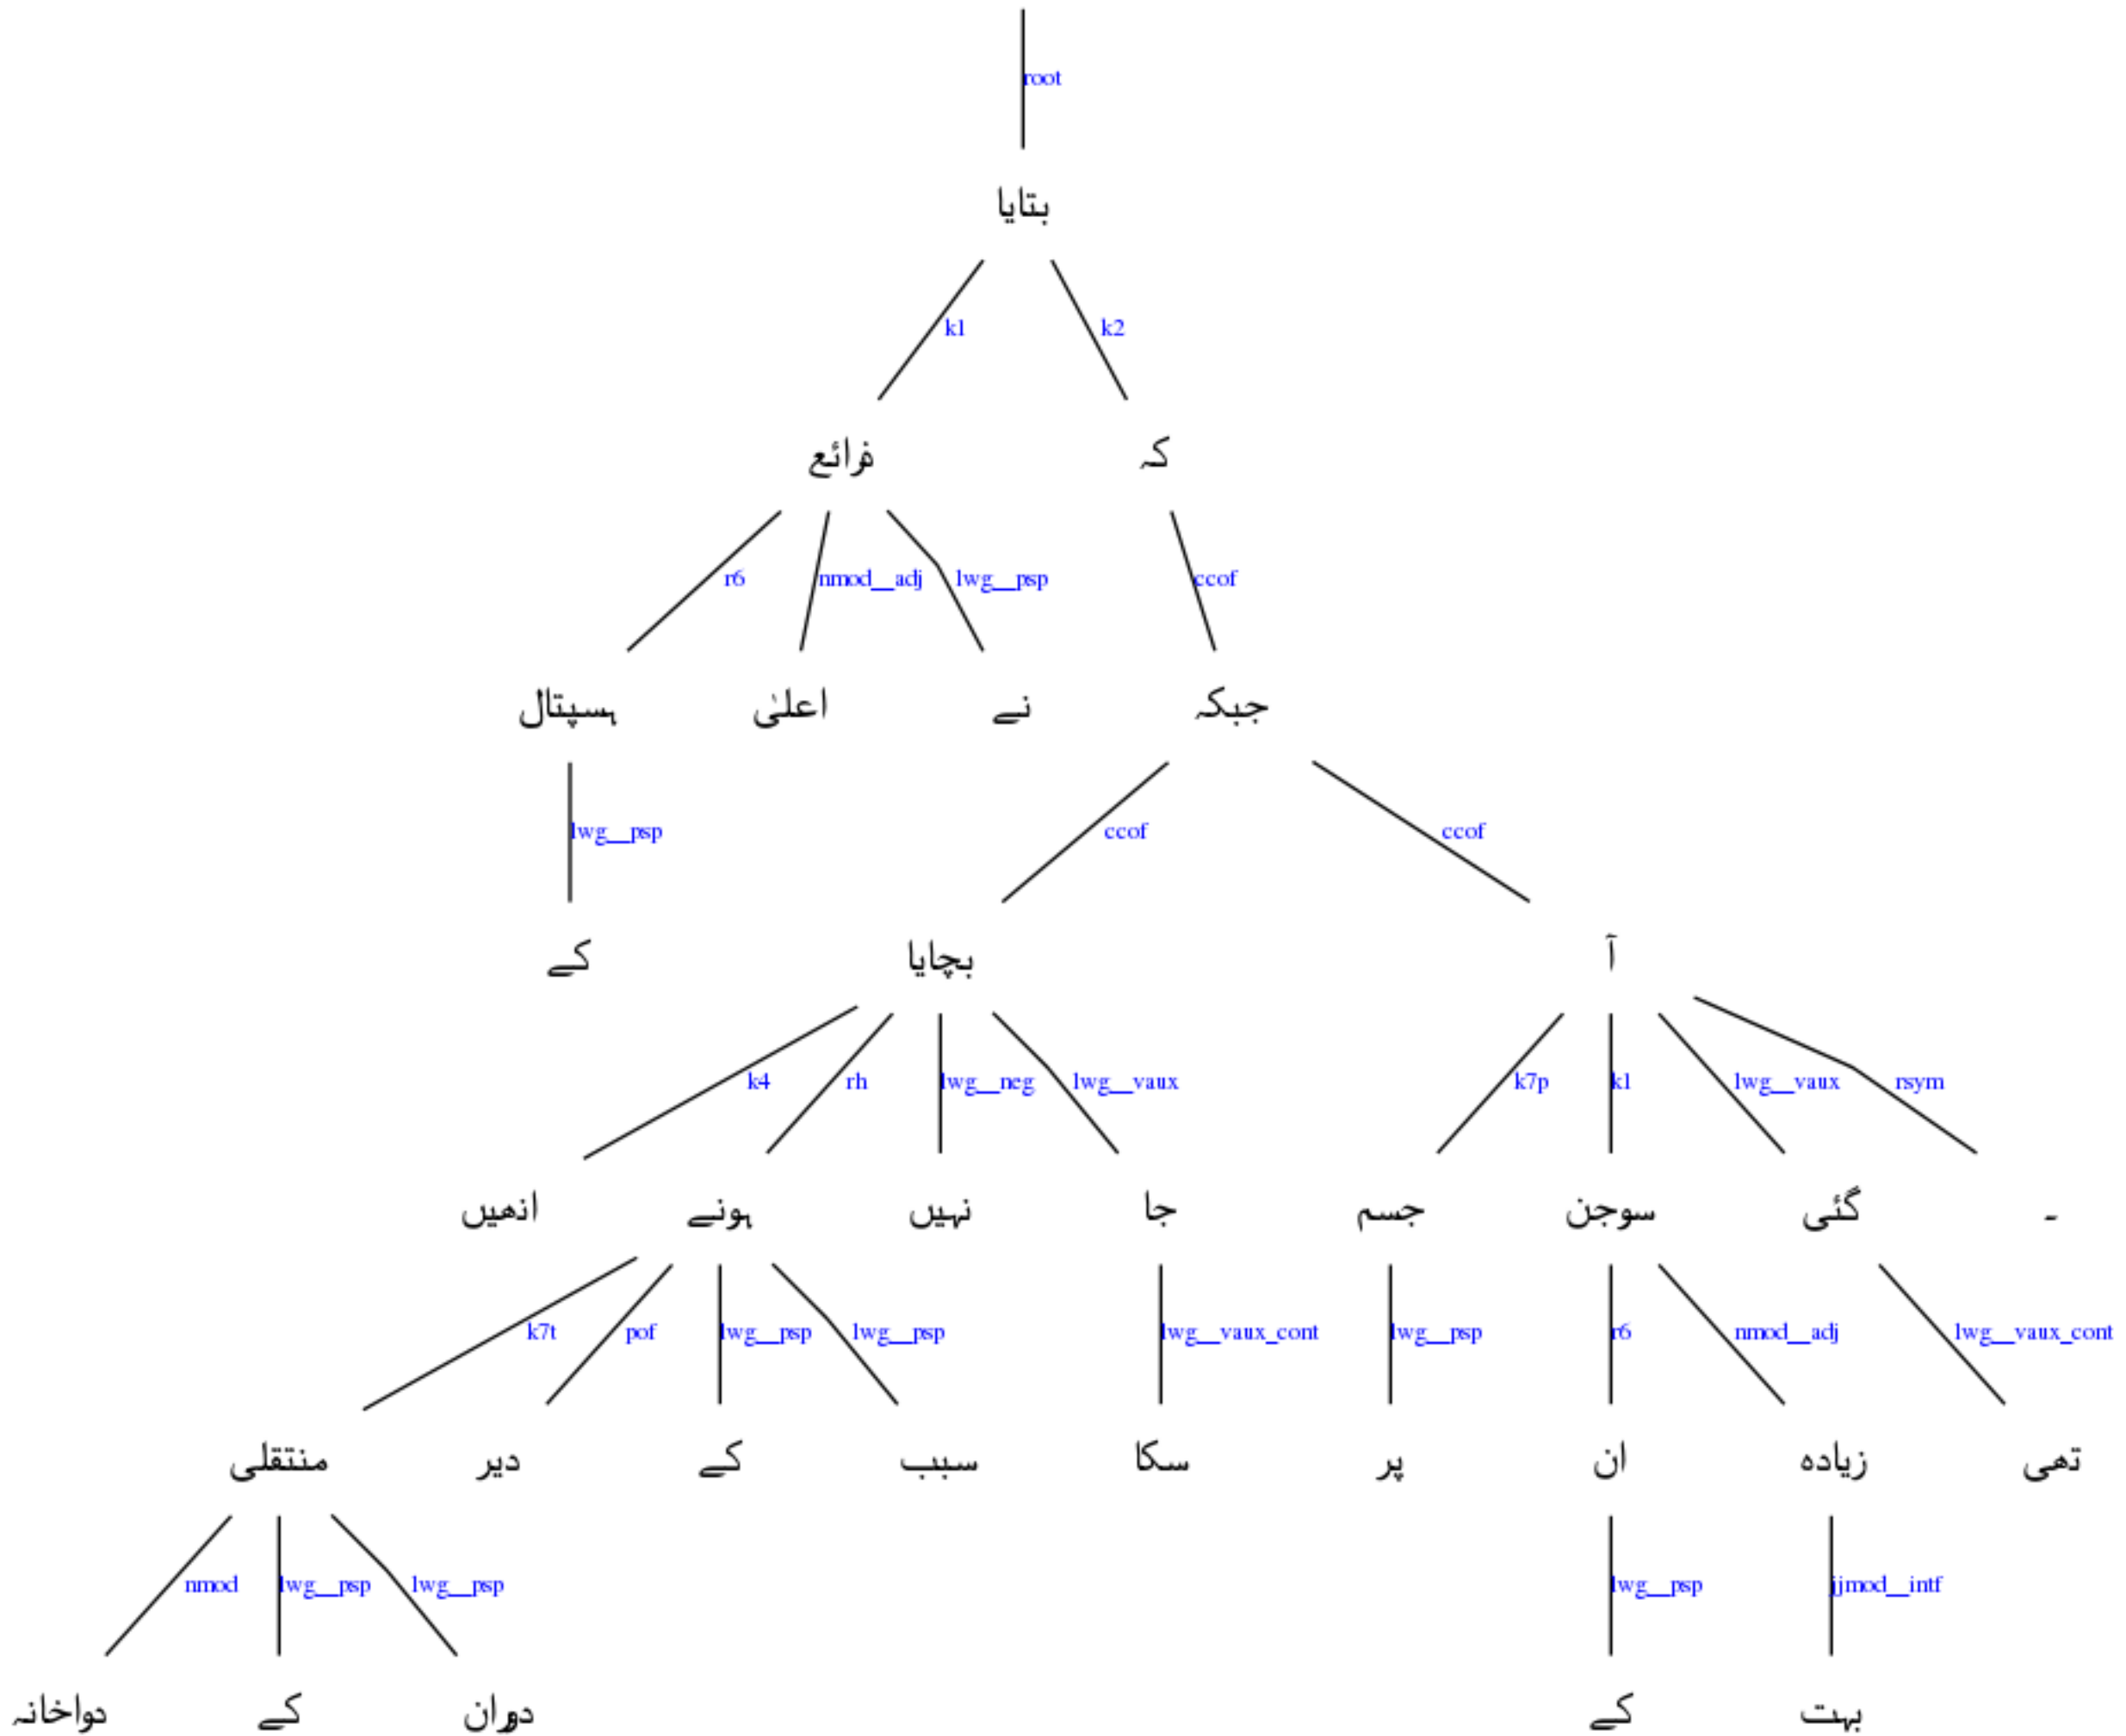 root
بتایا
k1 k2
ذرائع کہ
r6 nmod__adj lwg__psp ccof
ہسپتال اعلیٰ نے جبکہ
lwg__psp ccof ccof
کے بچایا آ
k4 rh lwg__neg lwg__vaux k7p k1 lwg__vaux rsym
انھیں ہونے نہیں جا جسم سوجن گئی ۔
k7t pof lwg__psp lwg__psp lwg__vaux_cont lwg__psp r6 nmod__adj lwg__vaux_cont
منتقلی دیر کے سبب سکا پر ان زیادہ تھی
nmod lwg__psp lwg__psp lwg__psp jjmod__intf
دواخانہ کے دوران کے بہت